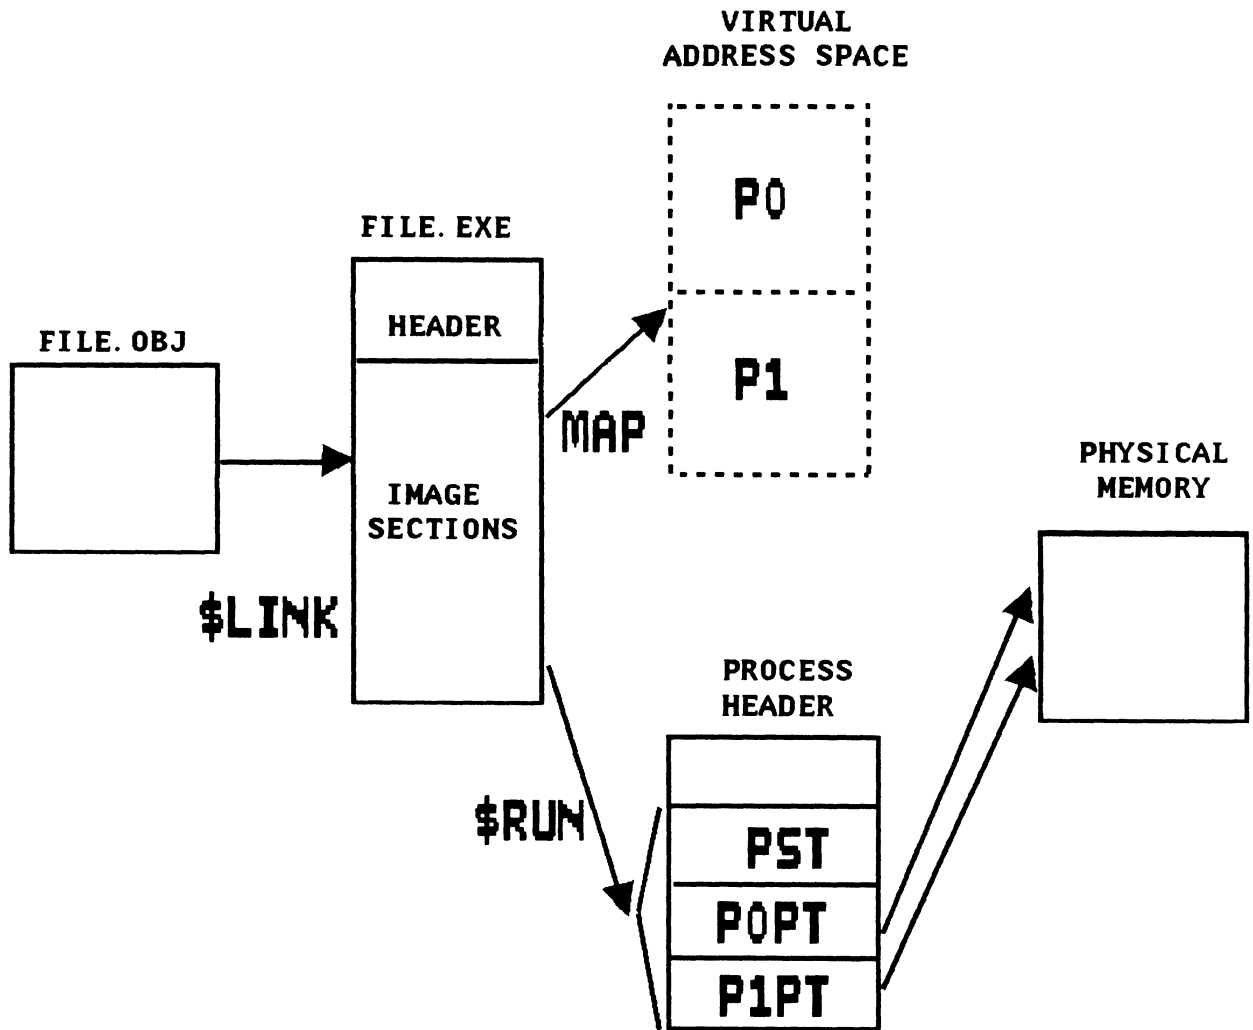 VIRTUAL
ADDRESS SPACE
P0
P1
FILE.EXE
HEADER
IMAGE
SECTIONS
FILE.OBJ
$LINK
MAP
$RUN
PHYSICAL
MEMORY
PROCESS
HEADER
PST
P0PT
P1PT